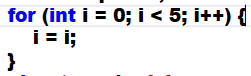 for (int i = 0; i < 5; i++) {
    i = i;
}